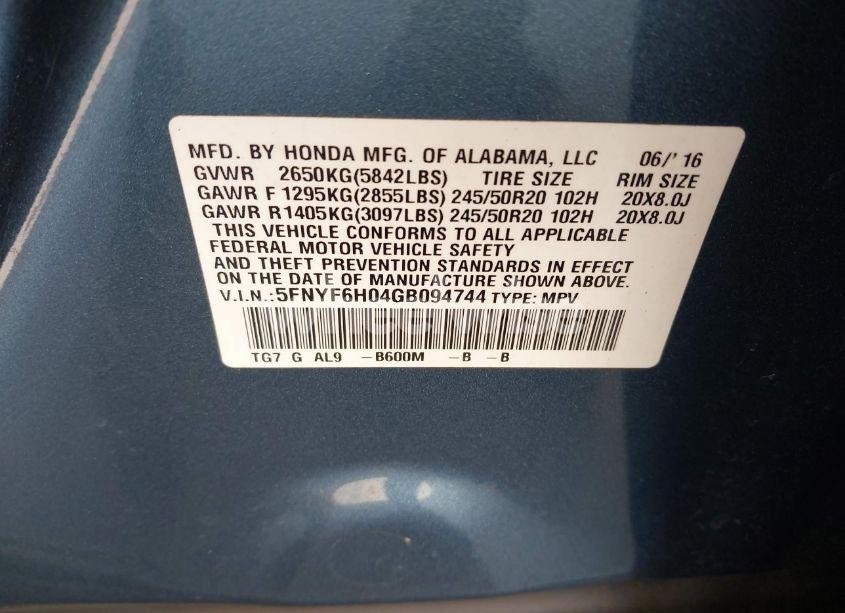 MFD. BY HONDA MFG. OF ALABAMA, LLC 06/' 16
GVWR 2650KG(5842LBS) TIRE SIZE RIM SIZE
GAWR F 1295KG(2855LBS) 245/50R20 102H 20X8.0J
GAWR R 1405KG(3097LBS) 245/50R20 102H 20X8.0J
THIS VEHICLE CONFORMS TO ALL APPLICABLE
FEDERAL MOTOR VEHICLE SAFETY
AND THEFT PREVENTION STANDARDS IN EFFECT
ON THE DATE OF MANUFACTURE SHOWN ABOVE.
V.I.N.:5FNYF6H04GB094744 TYPE: MPV
TG7 G AL9 -B600M -B -B